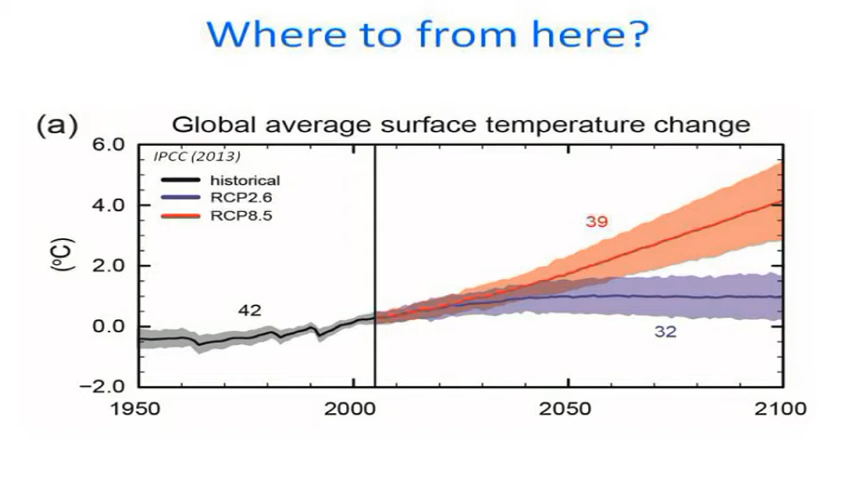 Where to from here?
(a) Global average surface temperature change
6.0
IPCC (2013)
historical
RCP2.6
RCP8.5
4.0
39
(ºC)
2.0
42
0.0
32
−2.0
1950 2000 2050 2100